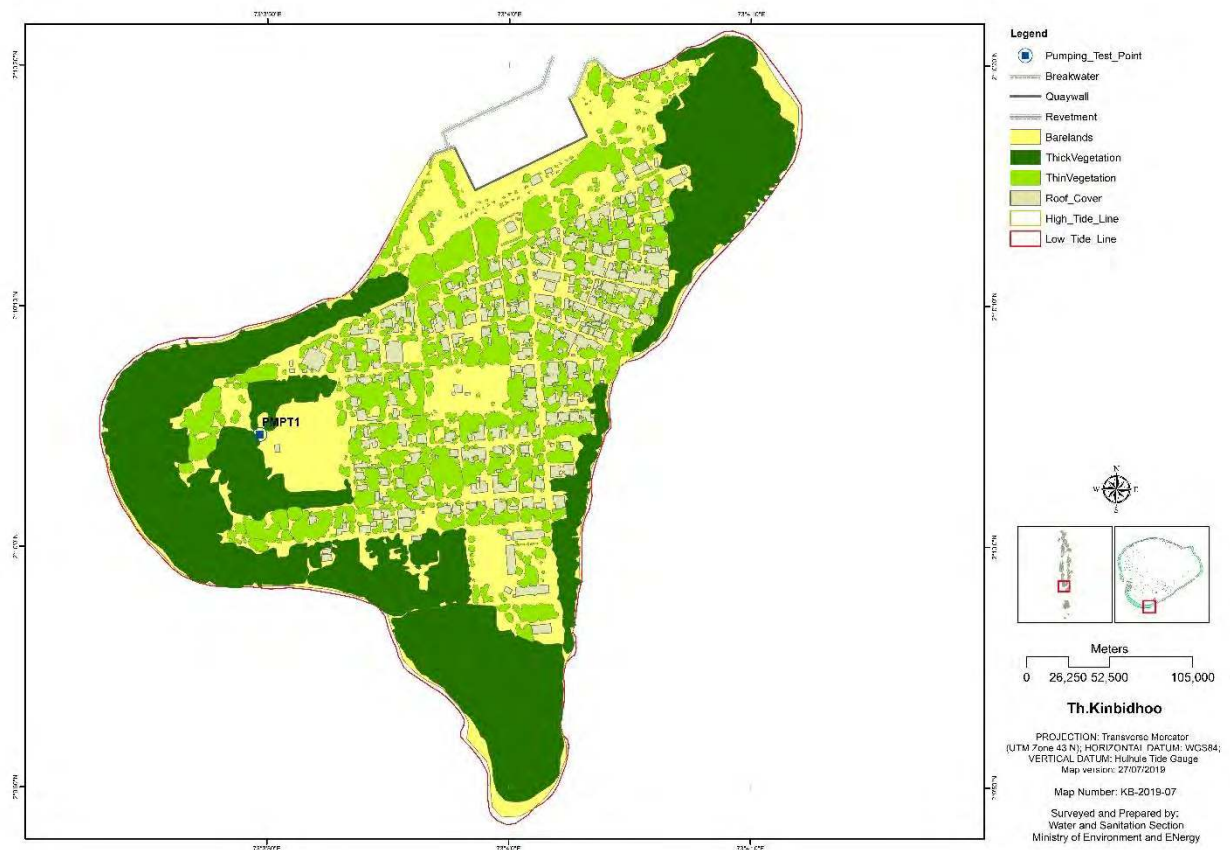 Legend
Pumping_Test_Point
Breakwater
Quaywall
Revetment
Barelands
ThickVegetation
ThinVegetation
Roof_Cover
High_Tide_Line
Low_Tide_Line
PMPT1
N
W E
S
Meters
0 26,250 52,500 105,000
Th.Kinbidhoo
PROJECTION: Transverse Mercator
(UTM Zone 43 N); HORIZONTAL DATUM: WGS84;
VERTICAL DATUM: Hulhule Tide Gauge
Map version: 27/07/2019
Map Number: KB-2019-07
Surveyed and Prepared by:
Water and Sanitation Section
Ministry of Environment and ENergy